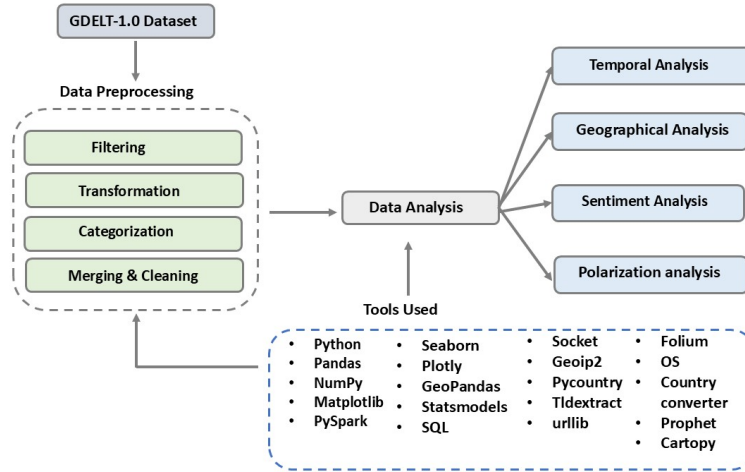 GDELT-1.0 Dataset
Data Preprocessing
Filtering
Transformation
Categorization
Merging & Cleaning
Data Analysis
Temporal Analysis
Geographical Analysis
Sentiment Analysis
Polarization analysis
Tools Used
• Python
• Pandas
• NumPy
• Matplotlib
• PySpark
• Seaborn
• Plotly
• GeoPandas
• Statsmodels
• SQL
• Socket
• Geoip2
• Pycountry
• Tldextract
• urllib
• Folium
• OS
• Country
converter
• Prophet
• Cartopy